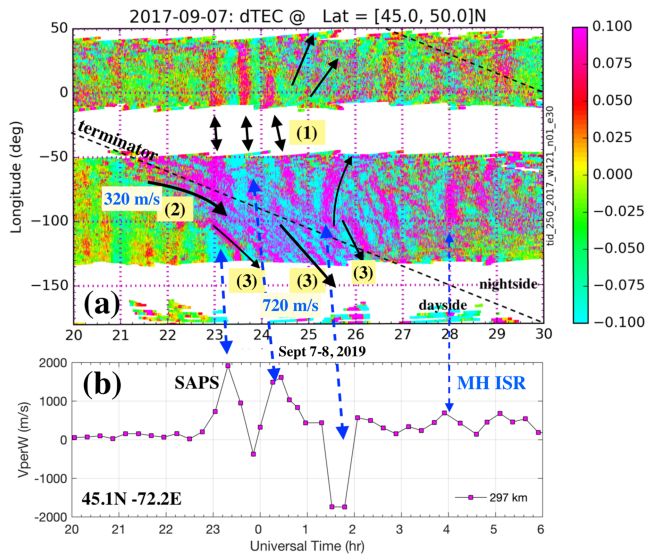 2017-09-07: dTEC @ Lat = [45.0, 50.0]N
50
0
−50
−100
−150
Longitude (deg)
terminator
(1)
320 m/s
(2)
(3)
(3)
(3)
720 m/s
nightside
dayside
(a)
20 21 22 23 24 25 26 27 28 29 30
tid_250_2017_w121_n01_e30
0.100
0.075
0.050
0.025
0.000
−0.025
−0.050
−0.075
−0.100
Sept 7-8, 2019
(b)
SAPS
MH ISR
2000
1000
0
-1000
-2000
VperW (m/s)
45.1N -72.2E
297 km
20 21 22 23 0 1 2 3 4 5 6
Universal Time (hr)